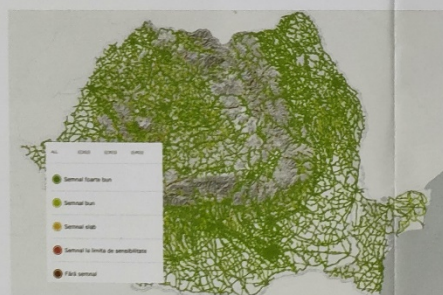 Semnal foarte bun
Semnal bun
Semnal slab
Semnal la limita de sensibilitate
Fără semnal